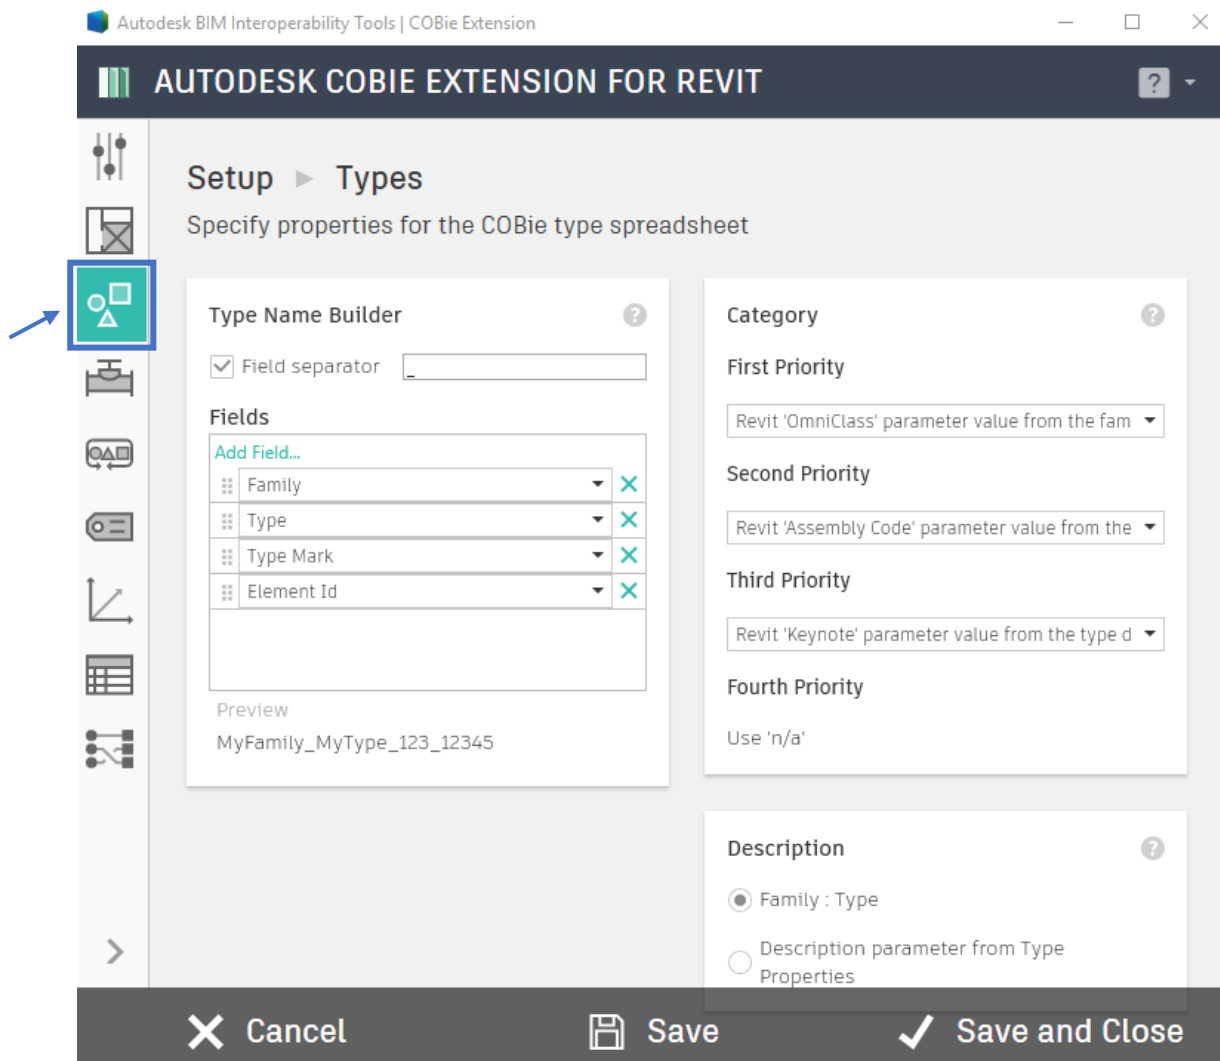 Autodesk BIM Interoperability Tools | COBie Extension
AUTODESK COBIE EXTENSION FOR REVIT
?
Setup ► Types
Specify properties for the COBie type spreadsheet
Type Name Builder
?
Field separator
_
Fields
Add Field...
Family
Type
Type Mark
Element Id
Preview
MyFamily_MyType_123_12345
Category
?
First Priority
Revit 'OmniClass' parameter value from the fam
Second Priority
Revit 'Assembly Code' parameter value from the
Third Priority
Revit 'Keynote' parameter value from the type d
Fourth Priority
Use 'n/a'
Description
?
Family : Type
Description parameter from Type
Properties
Cancel
Save
Save and Close